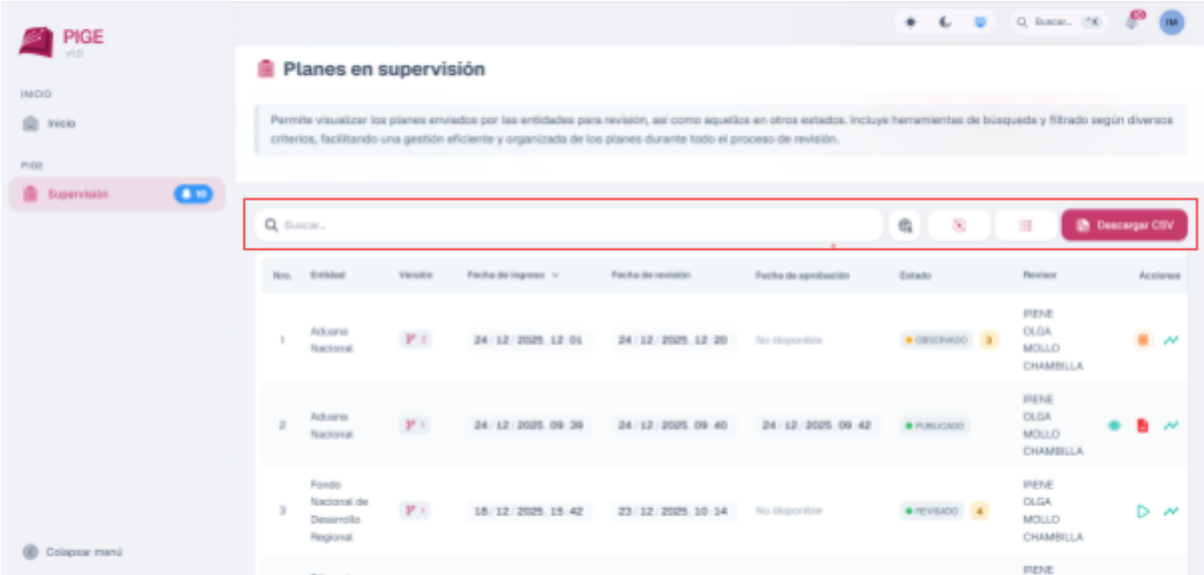 PIGE
v1.0
Buscar... ^K
IM
INICIO
Inicio
PIGE
Supervisión 10
Colapsar menú
Planes en supervisión
Permite visualizar los planes enviados por las entidades para revisión, así como aquellos en otros estados. Incluye herramientas de búsqueda y filtrado según diversos
criterios, facilitando una gestión eficiente y organizada de los planes durante todo el proceso de revisión.
Buscar... Descargar CSV
Nro. Entidad Versión Fecha de ingreso Fecha de revisión Fecha de aprobación Estado Revisor Acciones
1 Aduana Nacional 2 24/12/2025, 12:01 24/12/2025, 12:20 No disponible OBSERVADO 3 IRENE OLGA MOLLO CHAMBILLA
2 Aduana Nacional 1 24/12/2025, 09:39 24/12/2025, 09:40 24/12/2025, 09:42 PUBLICADO IRENE OLGA MOLLO CHAMBILLA
3 Fondo Nacional de Desarrollo Regional 1 18/12/2025, 15:42 23/12/2025, 10:14 No disponible REVISADO 4 IRENE OLGA MOLLO CHAMBILLA
IRENE